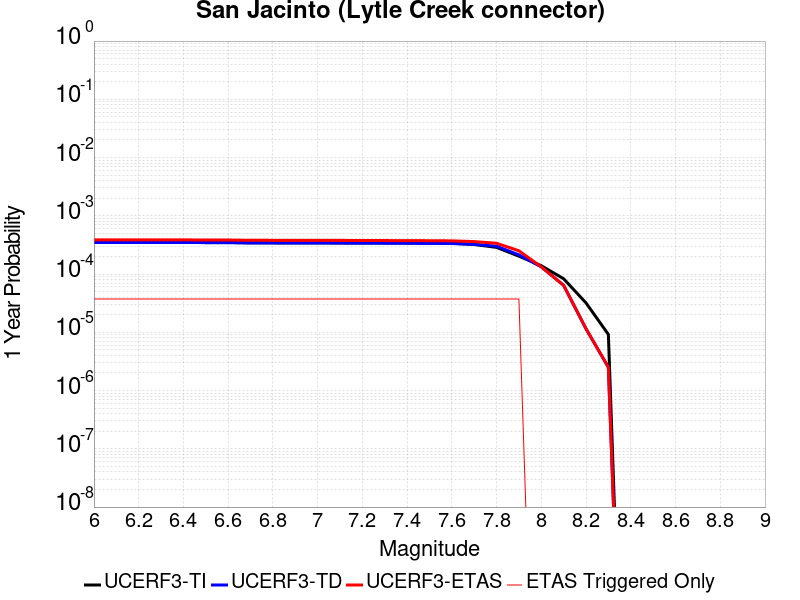 San Jacinto (Lytle Creek connector)
10^0
10^-1
10^-2
10^-3
10^-4
10^-5
10^-6
10^-7
10^-8
1 Year Probability
6 6.2 6.4 6.6 6.8 7 7.2 7.4 7.6 7.8 8 8.2 8.4 8.6 8.8 9
Magnitude
UCERF3-TI UCERF3-TD UCERF3-ETAS ETAS Triggered Only